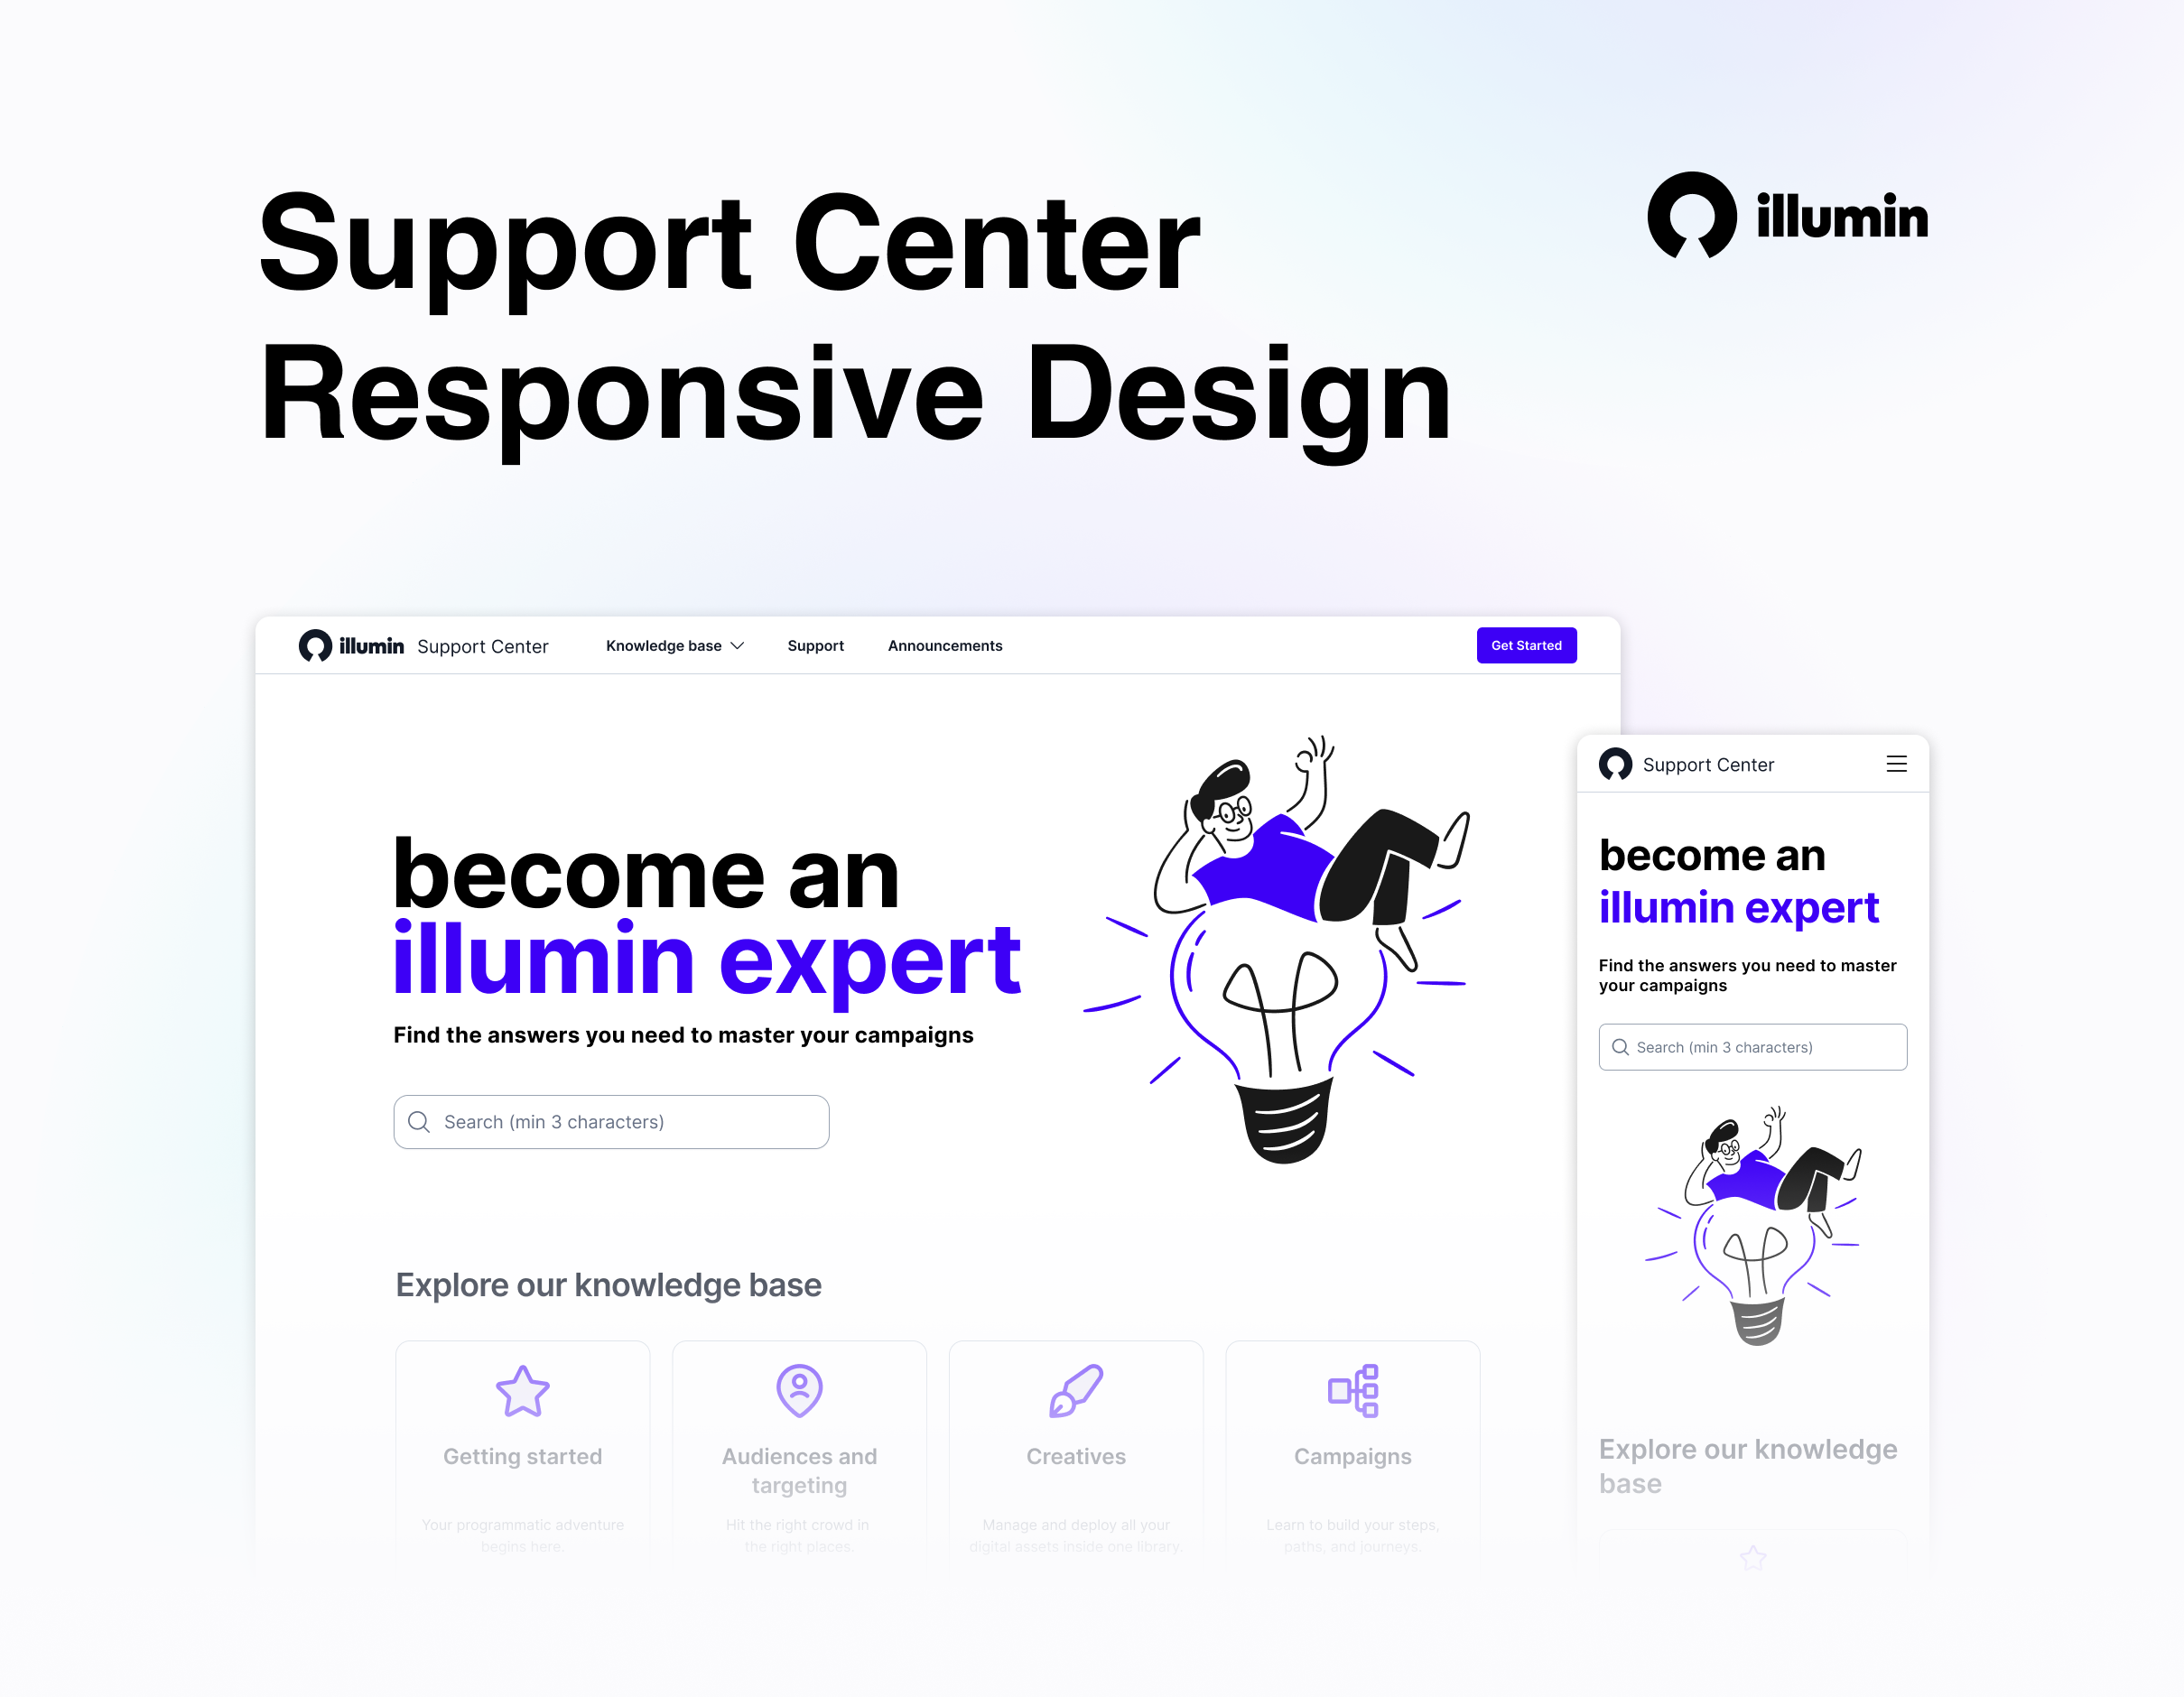 Support Center
Responsive Design
illumin
illumin Support Center
Knowledge base
Support
Announcements
Get Started
become an
illumin expert
Find the answers you need to master your campaigns
Search (min 3 characters)
Explore our knowledge base
Getting started
Your programmatic adventure
begins here.
Audiences and
targeting
Hit the right crowd in
the right places.
Creatives
Manage and deploy all your
digital assets inside one library.
Campaigns
Learn to build your steps,
paths, and journeys.
Support Center
become an
illumin expert
Find the answers you need to master
your campaigns
Search (min 3 characters)
Explore our knowledge
base